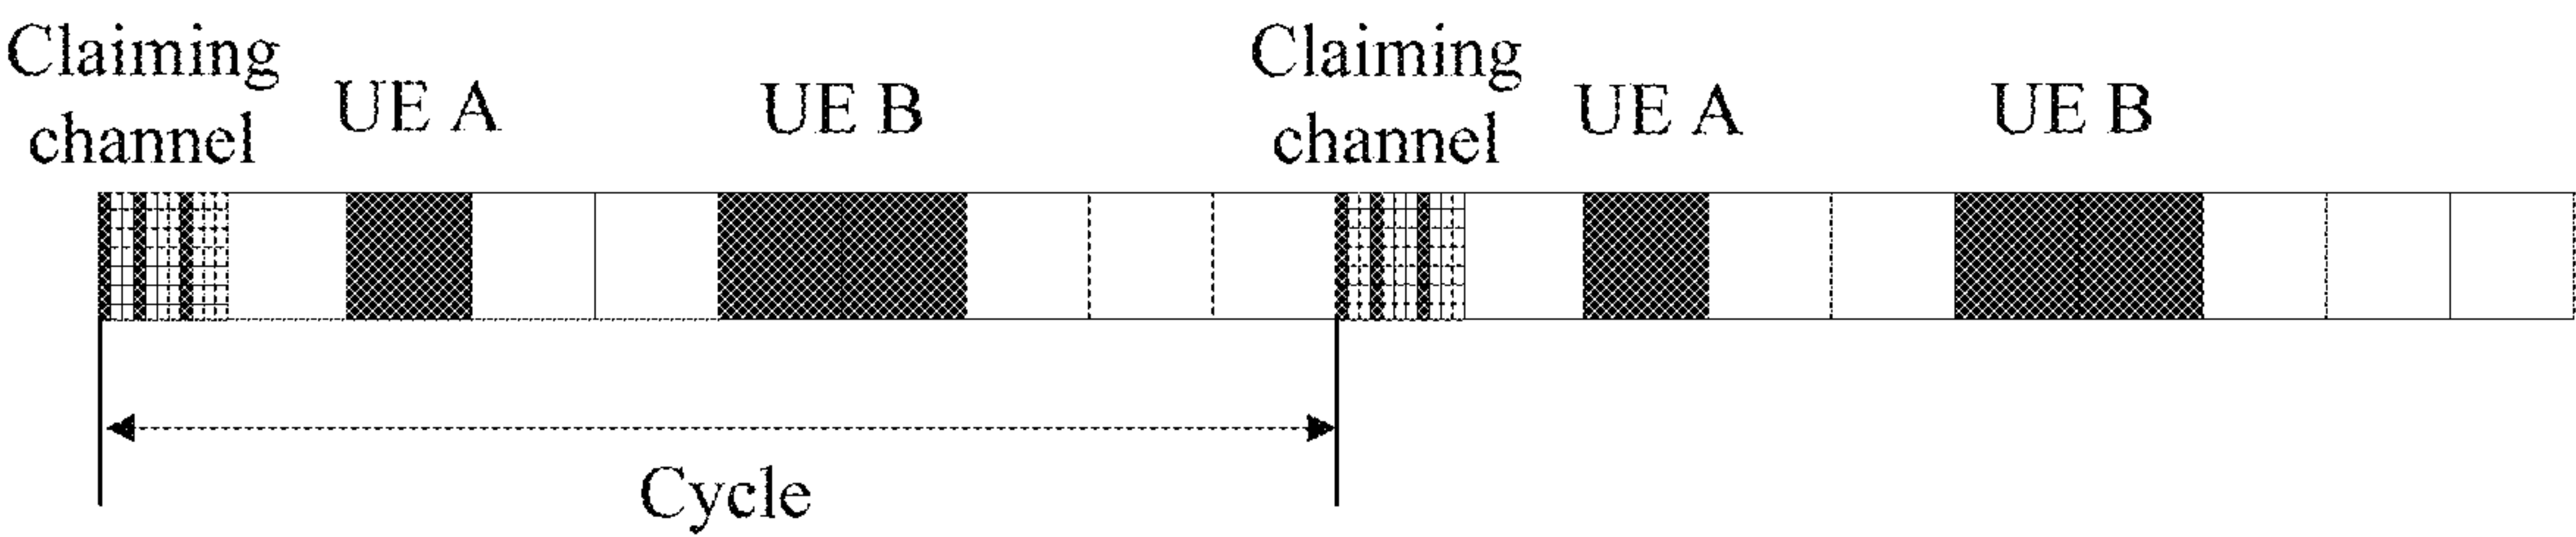 Claiming
channel
UE A
UE B
Claiming
channel
UE A
UE B
Cycle